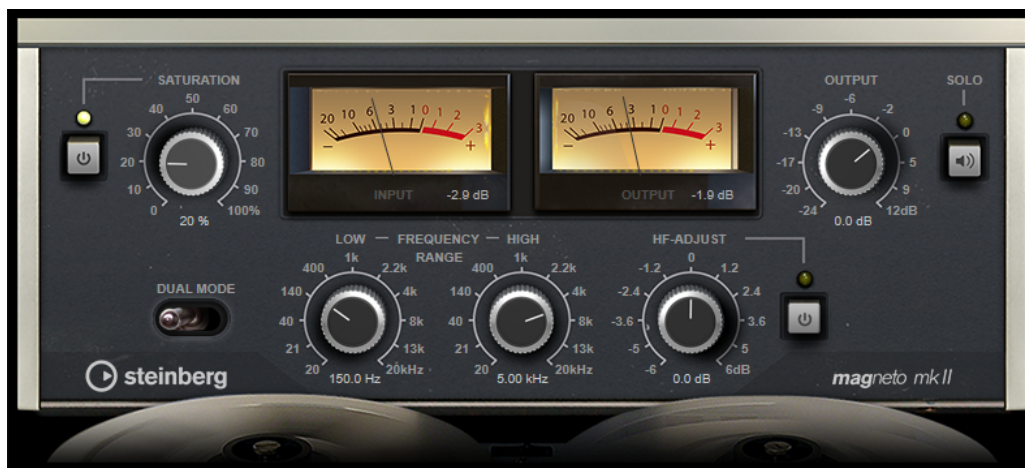 SATURATION
0 10 20 30 40 50 60 70 80 90 100%
20 %
20 10 6 3 1 0 1 2 3
− +
INPUT -2.9 dB
20 10 6 3 1 0 1 2 3
− +
OUTPUT -1.9 dB
OUTPUT
-24 -20 -17 -13 -9 -6 -2 0 5 9 12dB
0.0 dB
SOLO
DUAL MODE
LOW — FREQUENCY — HIGH
RANGE
20 21 40 140 400 1k 2.2k 4k 8k 13k 20kHz
150.0 Hz
20 21 40 140 400 1k 2.2k 4k 8k 13k 20kHz
5.00 kHz
HF-ADJUST
-6 -5 -3.6 -2.4 -1.2 0 1.2 2.4 3.6 5 6dB
0.0 dB
steinberg
magneto mkII